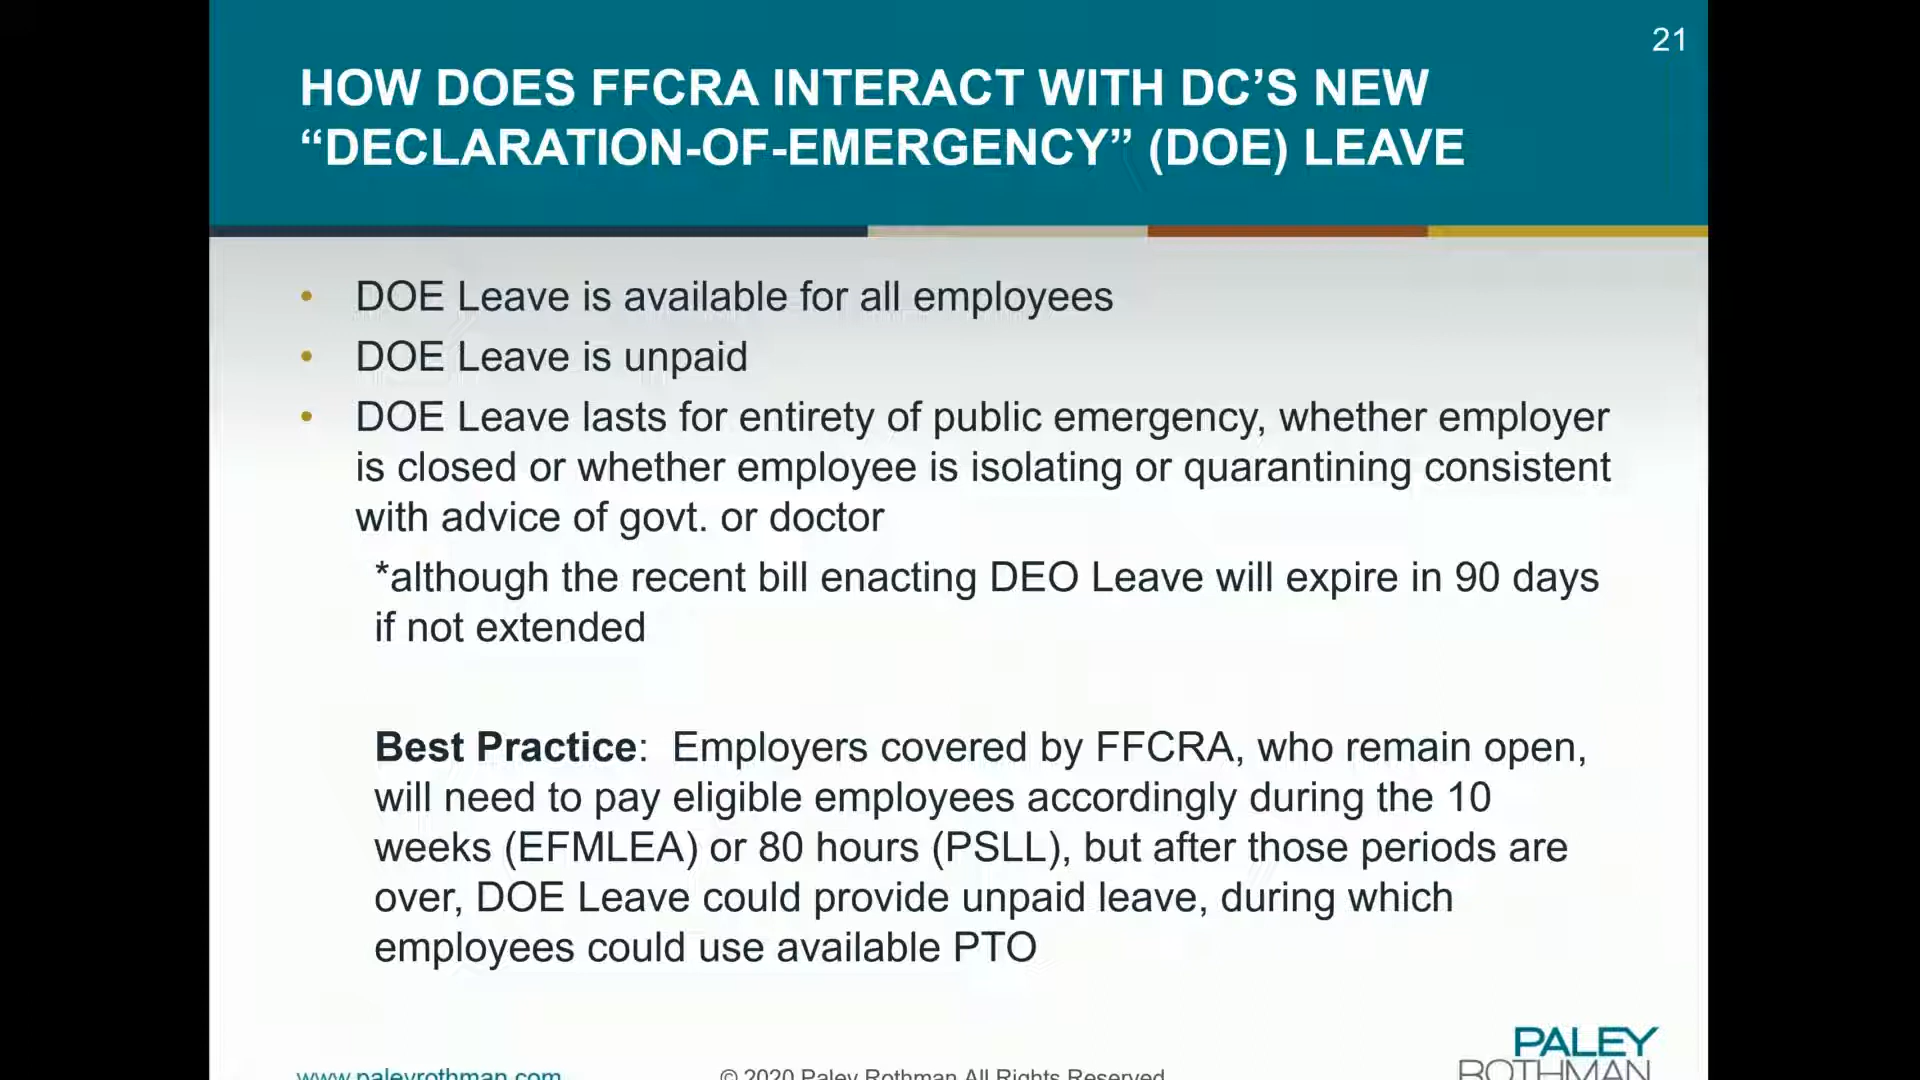 21
HOW DOES FFCRA INTERACT WITH DC’S NEW
“DECLARATION-OF-EMERGENCY” (DOE) LEAVE
• DOE Leave is available for all employees
• DOE Leave is unpaid
• DOE Leave lasts for entirety of public emergency, whether employer
is closed or whether employee is isolating or quarantining consistent
with advice of govt. or doctor
*although the recent bill enacting DEO Leave will expire in 90 days
if not extended
Best Practice:  Employers covered by FFCRA, who remain open,
will need to pay eligible employees accordingly during the 10
weeks (EFMLEA) or 80 hours (PSLL), but after those periods are
over, DOE Leave could provide unpaid leave, during which
employees could use available PTO
PALEY
ROTHMAN
www.paleyrothman.com
© 2020 Paley Rothman All Rights Reserved